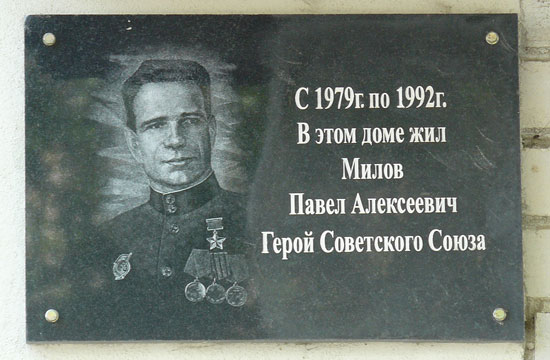 С 1979г. по 1992г.
В этом доме жил
Милов
Павел Алексеевич
Герой Советского Союза